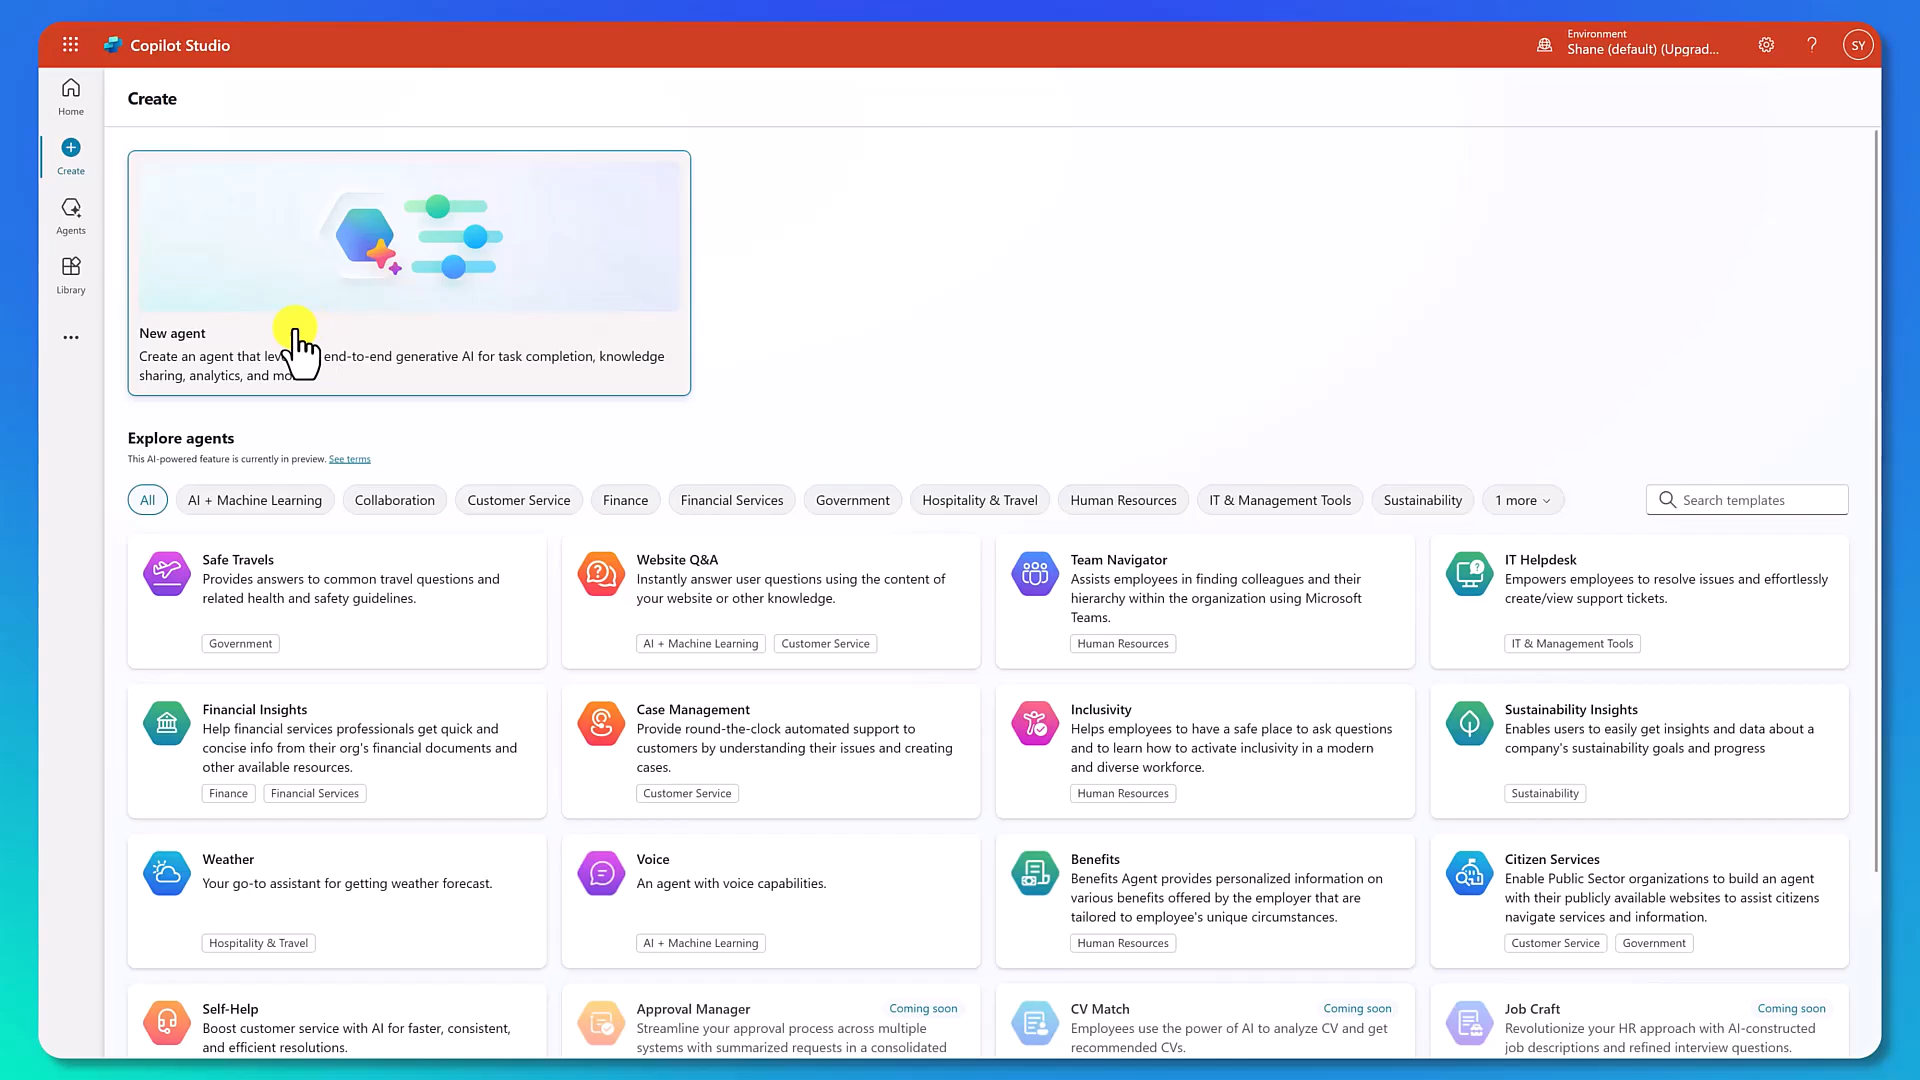 Copilot Studio
Environment
Shane (default) (Upgrad...
?
SY
Home
Create
Agents
Library
Create
New agent
Create an agent that lev end-to-end generative AI for task completion, knowledge
sharing, analytics, and mo
Explore agents
This AI-powered feature is currently in preview. See terms
All
AI + Machine Learning
Collaboration
Customer Service
Finance
Financial Services
Government
Hospitality & Travel
Human Resources
IT & Management Tools
Sustainability
1 more
Search templates
Safe Travels
Provides answers to common travel questions and
related health and safety guidelines.
Government
Website Q&A
Instantly answer user questions using the content of
your website or other knowledge.
AI + Machine Learning
Customer Service
Team Navigator
Assists employees in finding colleagues and their
hierarchy within the organization using Microsoft
Teams.
Human Resources
IT Helpdesk
Empowers employees to resolve issues and effortlessly
create/view support tickets.
IT & Management Tools
Financial Insights
Help financial services professionals get quick and
concise info from their org's financial documents and
other available resources.
Finance
Financial Services
Case Management
Provide round-the-clock automated support to
customers by understanding their issues and creating
cases.
Customer Service
Inclusivity
Helps employees to have a safe place to ask questions
and to learn how to activate inclusivity in a modern
and diverse workforce.
Human Resources
Sustainability Insights
Enables users to easily get insights and data about a
company's sustainability goals and progress
Sustainability
Weather
Your go-to assistant for getting weather forecast.
Hospitality & Travel
Voice
An agent with voice capabilities.
AI + Machine Learning
Benefits
Benefits Agent provides personalized information on
various benefits offered by the employer that are
tailored to employee's unique circumstances.
Human Resources
Citizen Services
Enable Public Sector organizations to build an agent
with their publicly available websites to assist citizens
navigate services and information.
Customer Service
Government
Self-Help
Boost customer service with AI for faster, consistent,
and efficient resolutions.
Approval Manager
Coming soon
Streamline your approval process across multiple
systems with summarized requests in a consolidated
CV Match
Coming soon
Employees use the power of AI to analyze CV and get
recommended CVs.
Job Craft
Coming soon
Revolutionize your HR approach with AI-constructed
job descriptions and refined interview questions.